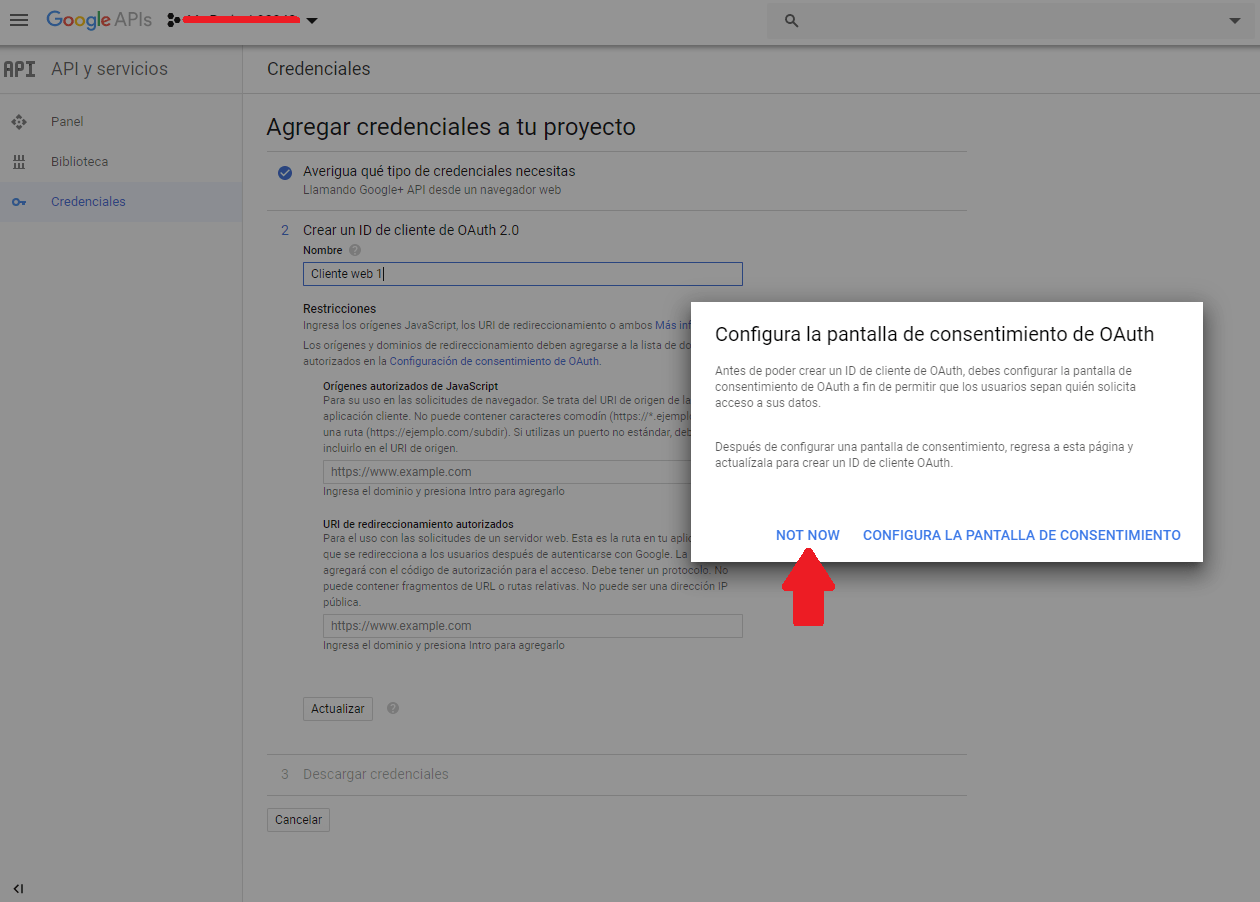 Google APIs
API API y servicios
Credenciales
Panel
Biblioteca
Credenciales
Agregar credenciales a tu proyecto
Averigua qué tipo de credenciales necesitas
Llamando Google+ API desde un navegador web
2 Crear un ID de cliente de OAuth 2.0
Nombre ?
Cliente web 1
Restricciones
Ingresa los orígenes JavaScript, los URI de redireccionamiento o ambos Más inf
Los orígenes y dominios de redireccionamiento deben agregarse a la lista de do
autorizados en la Configuración de consentimiento de OAuth.
Orígenes autorizados de JavaScript
Para su uso en las solicitudes de navegador. Se trata del URI de origen de la
aplicación cliente. No puede contener caracteres comodín (https://*.ejemplo
una ruta (https://ejemplo.com/subdir). Si utilizas un puerto no estándar, deb
incluirlo en el URI de origen.
https://www.example.com
Ingresa el dominio y presiona Intro para agregarlo
URI de redireccionamiento autorizados
Para el uso con las solicitudes de un servidor web. Esta es la ruta en tu aplic
que se redirecciona a los usuarios después de autenticarse con Google. La
agregará con el código de autorización para el acceso. Debe tener un protocolo. No
puede contener fragmentos de URL o rutas relativas. No puede ser una dirección IP
pública.
https://www.example.com
Ingresa el dominio y presiona Intro para agregarlo
Actualizar ?
3 Descargar credenciales
Cancelar
Configura la pantalla de consentimiento de OAuth
Antes de poder crear un ID de cliente de OAuth, debes configurar la pantalla de
consentimiento de OAuth a fin de permitir que los usuarios sepan quién solicita
acceso a sus datos.
Después de configurar una pantalla de consentimiento, regresa a esta página y
actualízala para crear un ID de cliente OAuth.
NOT NOW CONFIGURA LA PANTALLA DE CONSENTIMIENTO